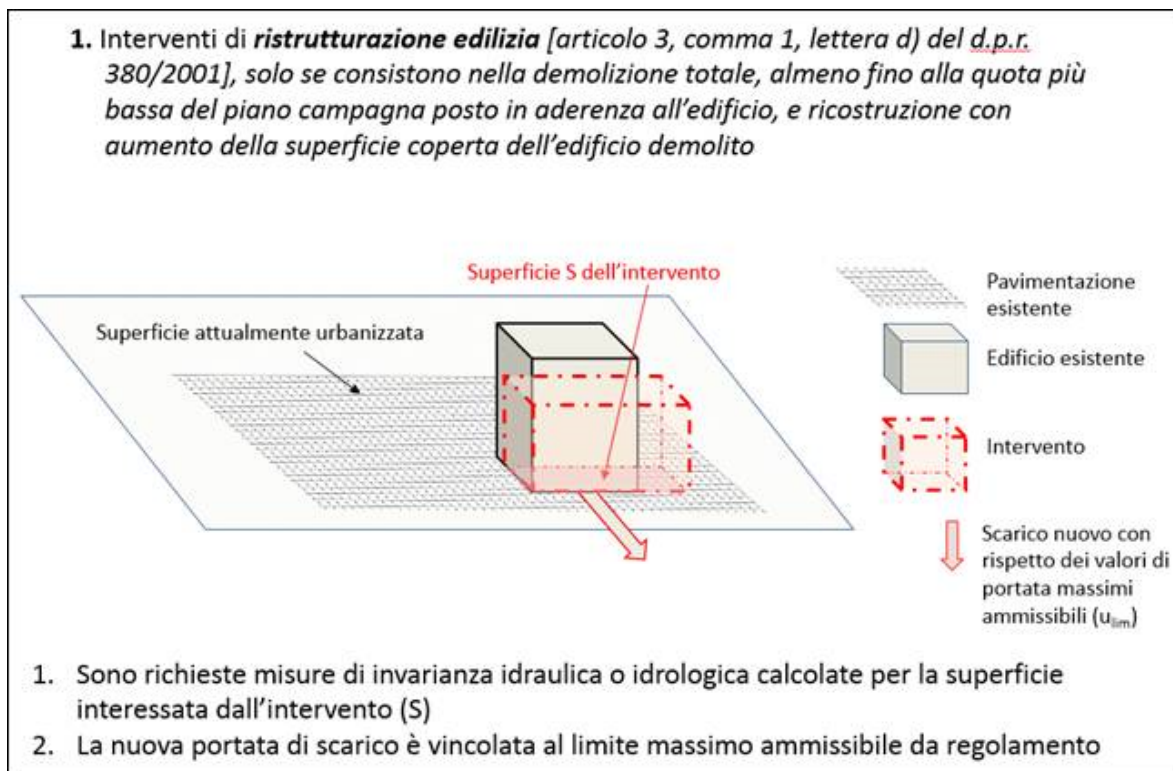 1. Interventi di ristrutturazione edilizia [articolo 3, comma 1, lettera d) del d.p.r.
380/2001], solo se consistono nella demolizione totale, almeno fino alla quota più
bassa del piano campagna posto in aderenza all'edificio, e ricostruzione con
aumento della superficie coperta dell'edificio demolito
Superficie S dell'intervento
Superficie attualmente urbanizzata
Pavimentazione
esistente
Edificio esistente
Intervento
Scarico nuovo con
rispetto dei valori di
portata massimi
ammissibili (ulim)
1. Sono richieste misure di invarianza idraulica o idrologica calcolate per la superficie
interessata dall'intervento (S)
2. La nuova portata di scarico è vincolata al limite massimo ammissibile da regolamento